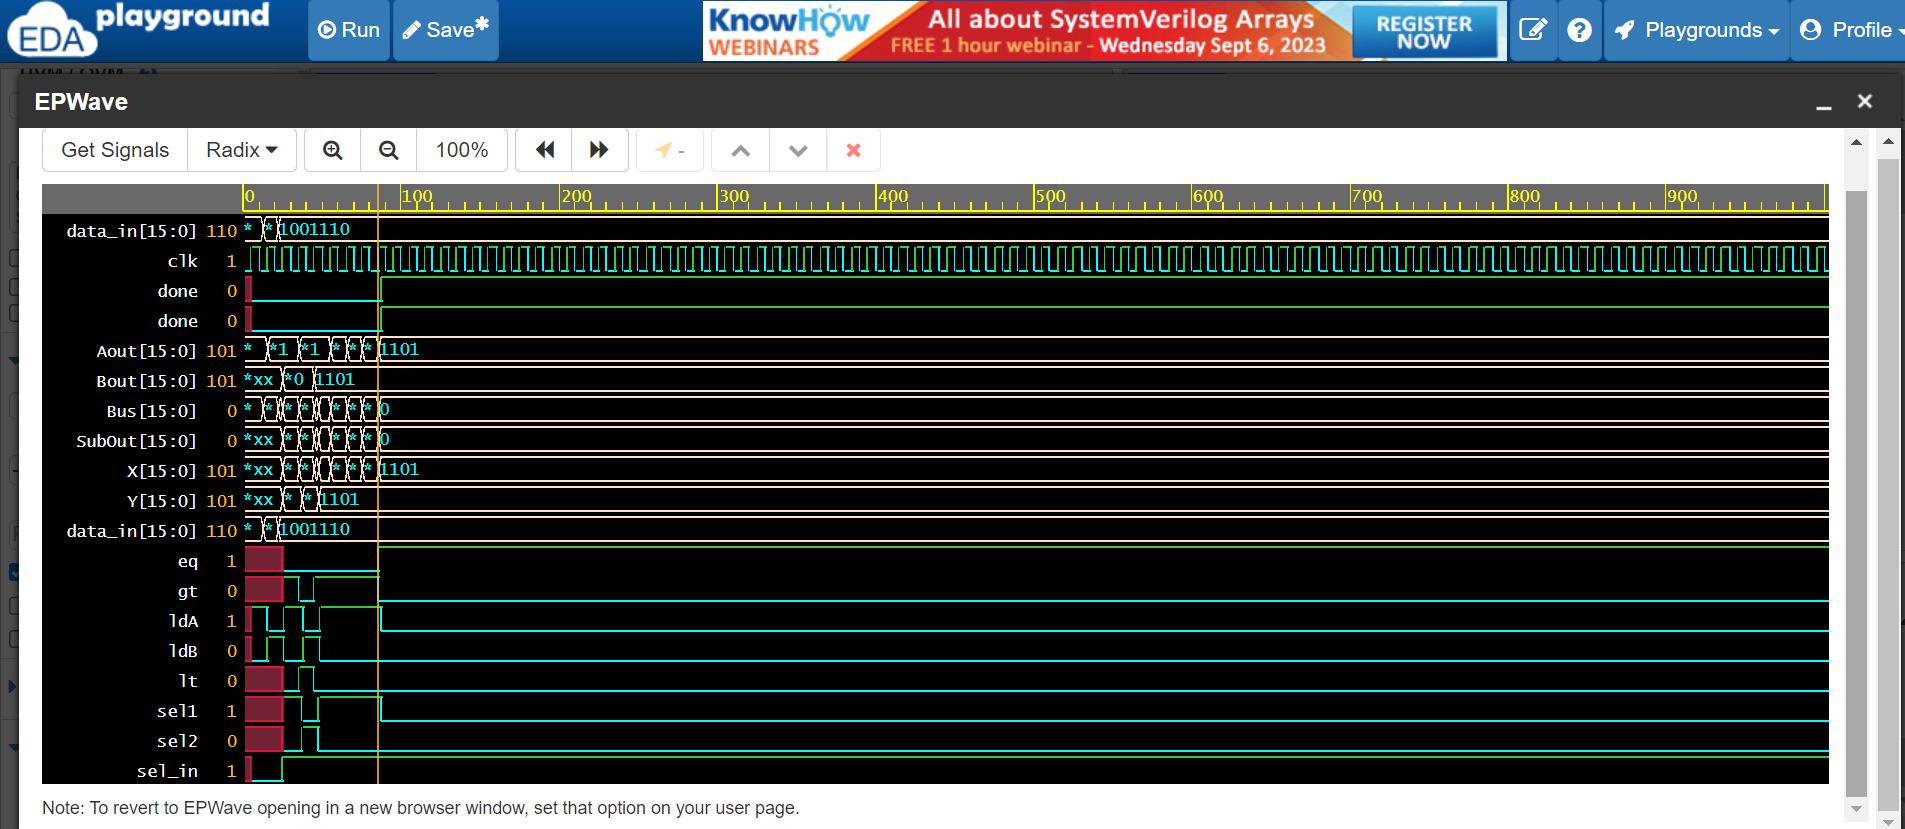 EDA playground
Run
Save*
KnowHow WEBINARS
All about SystemVerilog Arrays
FREE 1 hour webinar - Wednesday Sept 6, 2023
REGISTER NOW
Playgrounds
Profile
EPWave
Get Signals Radix 100% -
0 100 200 300 400 500 600 700 800 900
data_in[15:0] 110 * * 1001110
clk 1
done 0
done 0
Aout[15:0] 101 * *1 *1 * * * 1101
Bout[15:0] 101 *xx *0 1101
Bus[15:0] 0 * * * * * * * 0
SubOut[15:0] 0 *xx * * * * * 0
X[15:0] 101 *xx * * * * * 1101
Y[15:0] 101 *xx * * 1101
data_in[15:0] 110 * * 1001110
eq 1
gt 0
ldA 1
ldB 0
lt 0
sel1 1
sel2 0
sel_in 1
Note: To revert to EPWave opening in a new browser window, set that option on your user page.